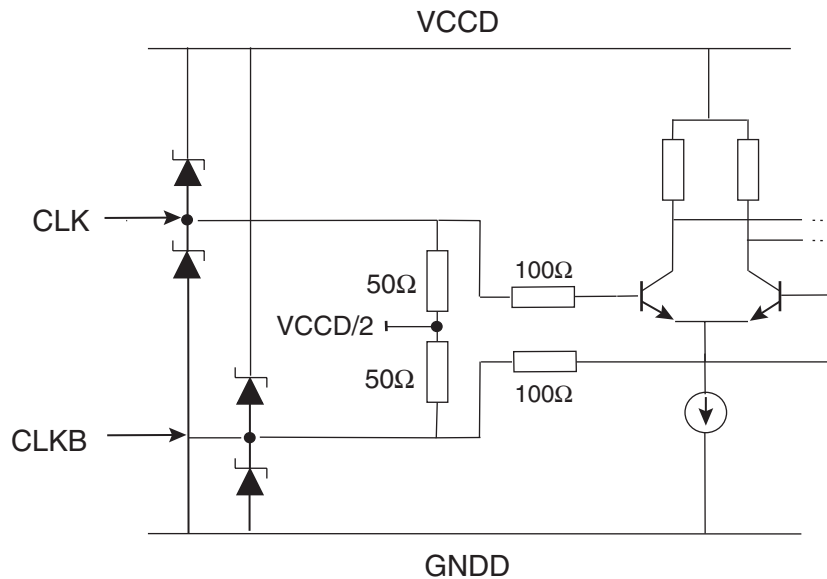 VCCD
CLK
50Ω
100Ω
VCCD/2
50Ω
100Ω
CLKB
GNDD